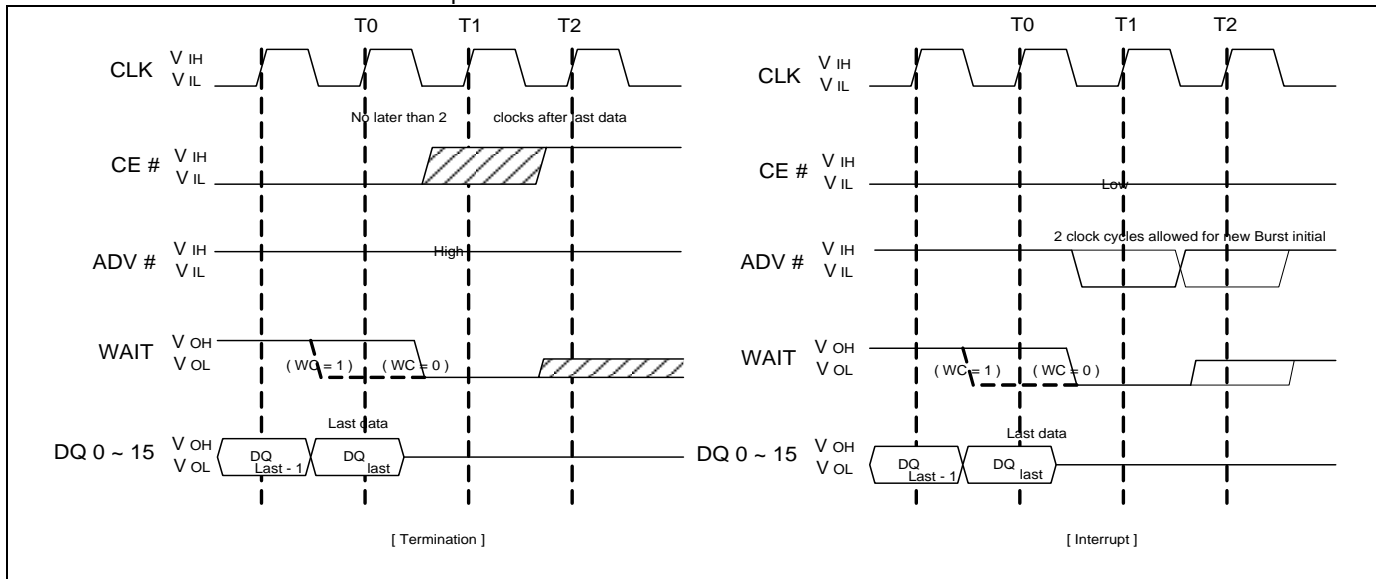 T0 T1 T2
CLK V IH
V IL
No later than 2 clocks after last data
CE # V IH
V IL
ADV # V IH
V IL
High
WAIT V OH
V OL
( WC = 1 ) ( WC = 0 )
Last data
DQ 0 ~ 15 V OH
V OL
DQ Last - 1 DQ last
[ Termination ]
T0 T1 T2
CLK V IH
V IL
CE # V IH
V IL
Low
2 clock cycles allowed for new Burst initial
ADV # V IH
V IL
WAIT V OH
V OL
( WC = 1 ) ( WC = 0 )
Last data
DQ 0 ~ 15 V OH
V OL
DQ Last - 1 DQ last
[ Interrupt ]